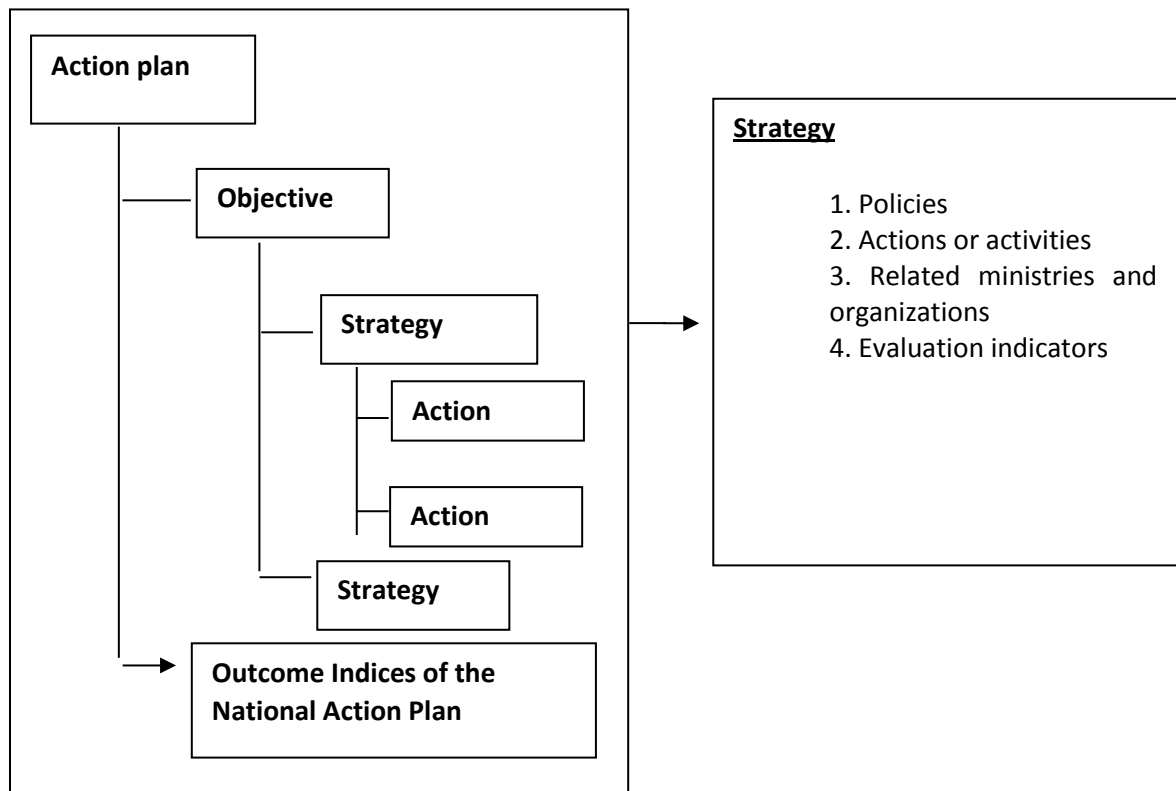 Action plan
Objective
Strategy
Action
Action
Strategy
Outcome Indices of the
National Action Plan
Strategy
1. Policies
2. Actions or activities
3. Related ministries and
organizations
4. Evaluation indicators